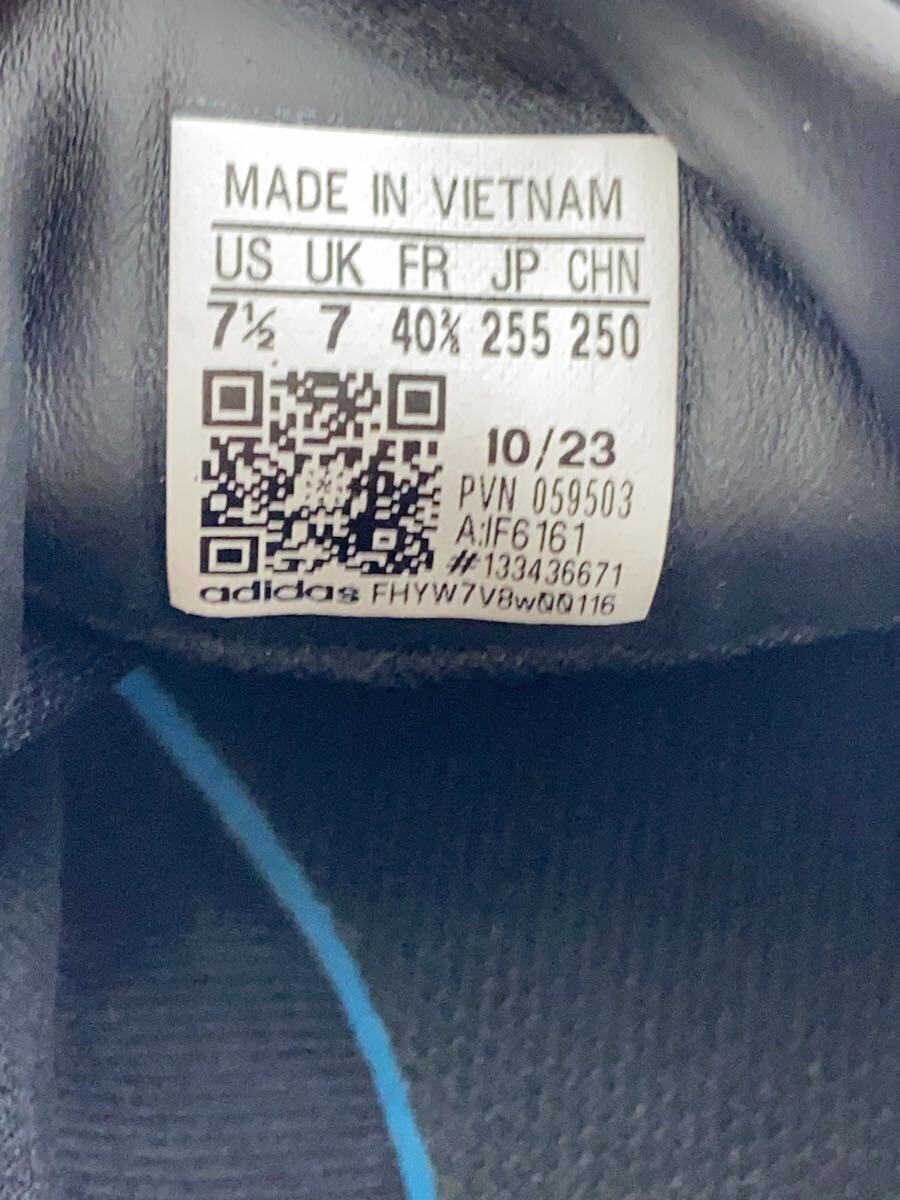 MADE IN VIETNAM
US UK FR JP CHN
7½ 7 40⅔ 255 250
10/23
PVN 059503
A:IF6161
#133436671
adidas FHYW7V8wQQ116